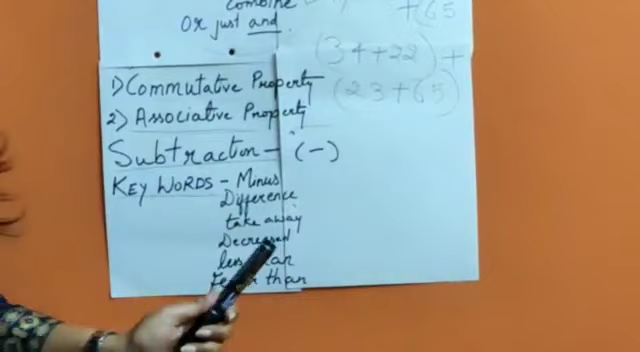 combine
Or just and.
+ (65
(34+22) +
(23+65)
1) Commutative Property
2) Associative Property
Subtraction - (-)
KEY WORDS - Minus
Difference
take away
Decreased
less than
Fewer than